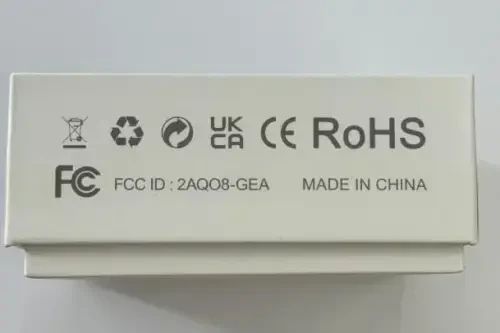 UK CA CE RoHS
FC FCC ID : 2AQO8-GEA MADE IN CHINA